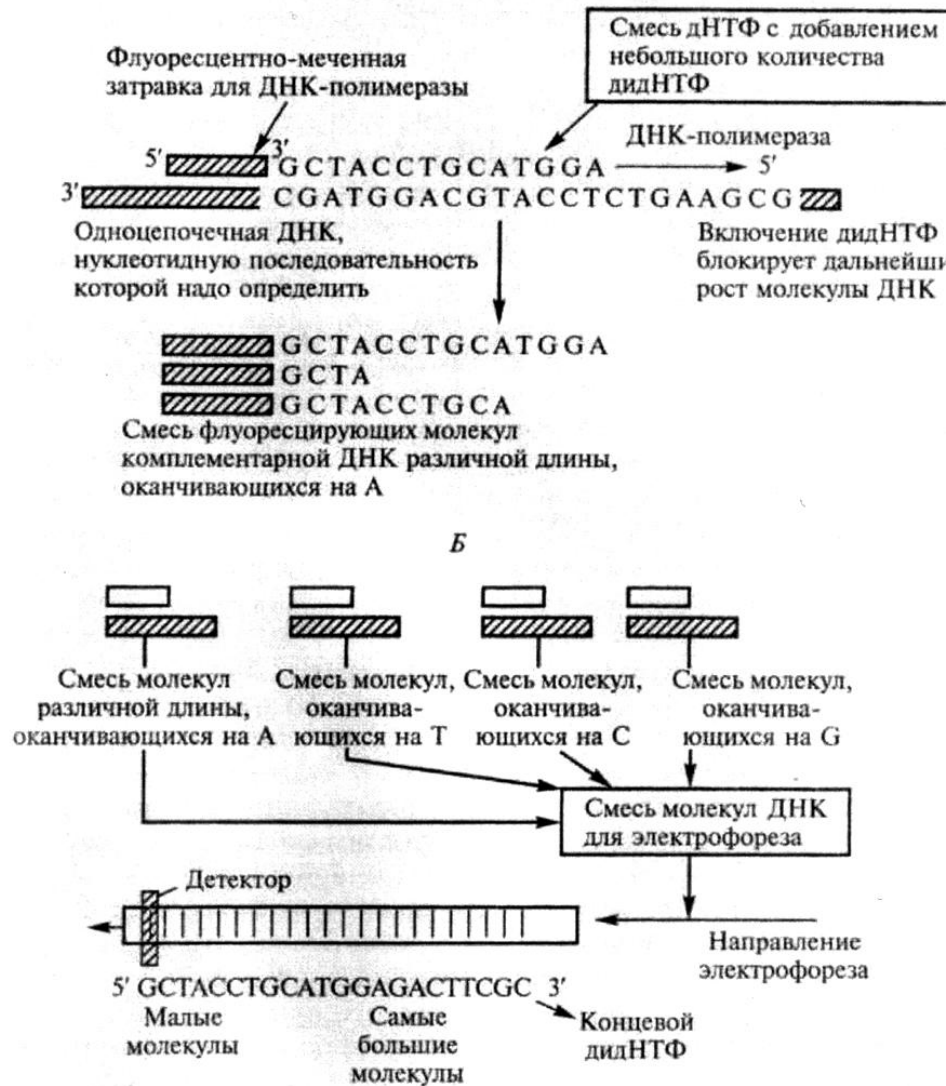 Смесь дНТФ с добавлением
небольшого количества
дидНТФ
Флуоресцентно-меченная
затравка для ДНК-полимеразы
ДНК-полимераза
5' 3' GCTACCTGCATGGA 5'
3' CGATGGACGTACCTCTGAAGCG
Одноцепочечная ДНК,
нуклеотидную последовательность
которой надо определить
Включение дидНТФ
блокирует дальнейши
рост молекулы ДНК
GCTACCTGCATGGA
GCTA
GCTACCTGCA
Смесь флуоресцирующих молекул
комплементарной ДНК различной длины,
оканчивающихся на А
Б
Смесь молекул
различной длины,
оканчивающихся на А
Смесь молекул,
оканчива-
ющихся на Т
Смесь молекул,
оканчива-
ющихся на С
Смесь молекул,
оканчива-
ющихся на G
Смесь молекул ДНК
для электрофореза
Детектор
Направление
электрофореза
5' GCTACCTGCATGGAGACTTCGC 3'
Малые
молекулы
Самые
большие
молекулы
Концевой
дидНТФ